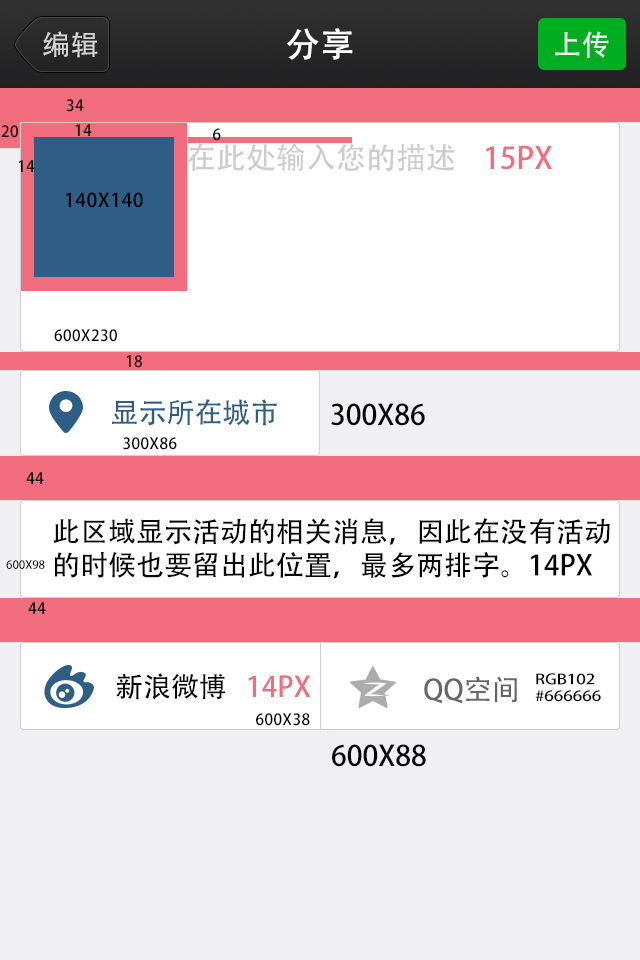 编辑
分享
上传
34
20
14
6
14
在此处输入您的描述
15PX
140X140
600X230
18
显示所在城市
300X86
300X86
44
此区域显示活动的相关消息，因此在没有活动
的时候也要留出此位置，最多两排字。14PX
600X98
44
新浪微博
14PX
600X38
QQ空间
RGB102
#666666
600X88